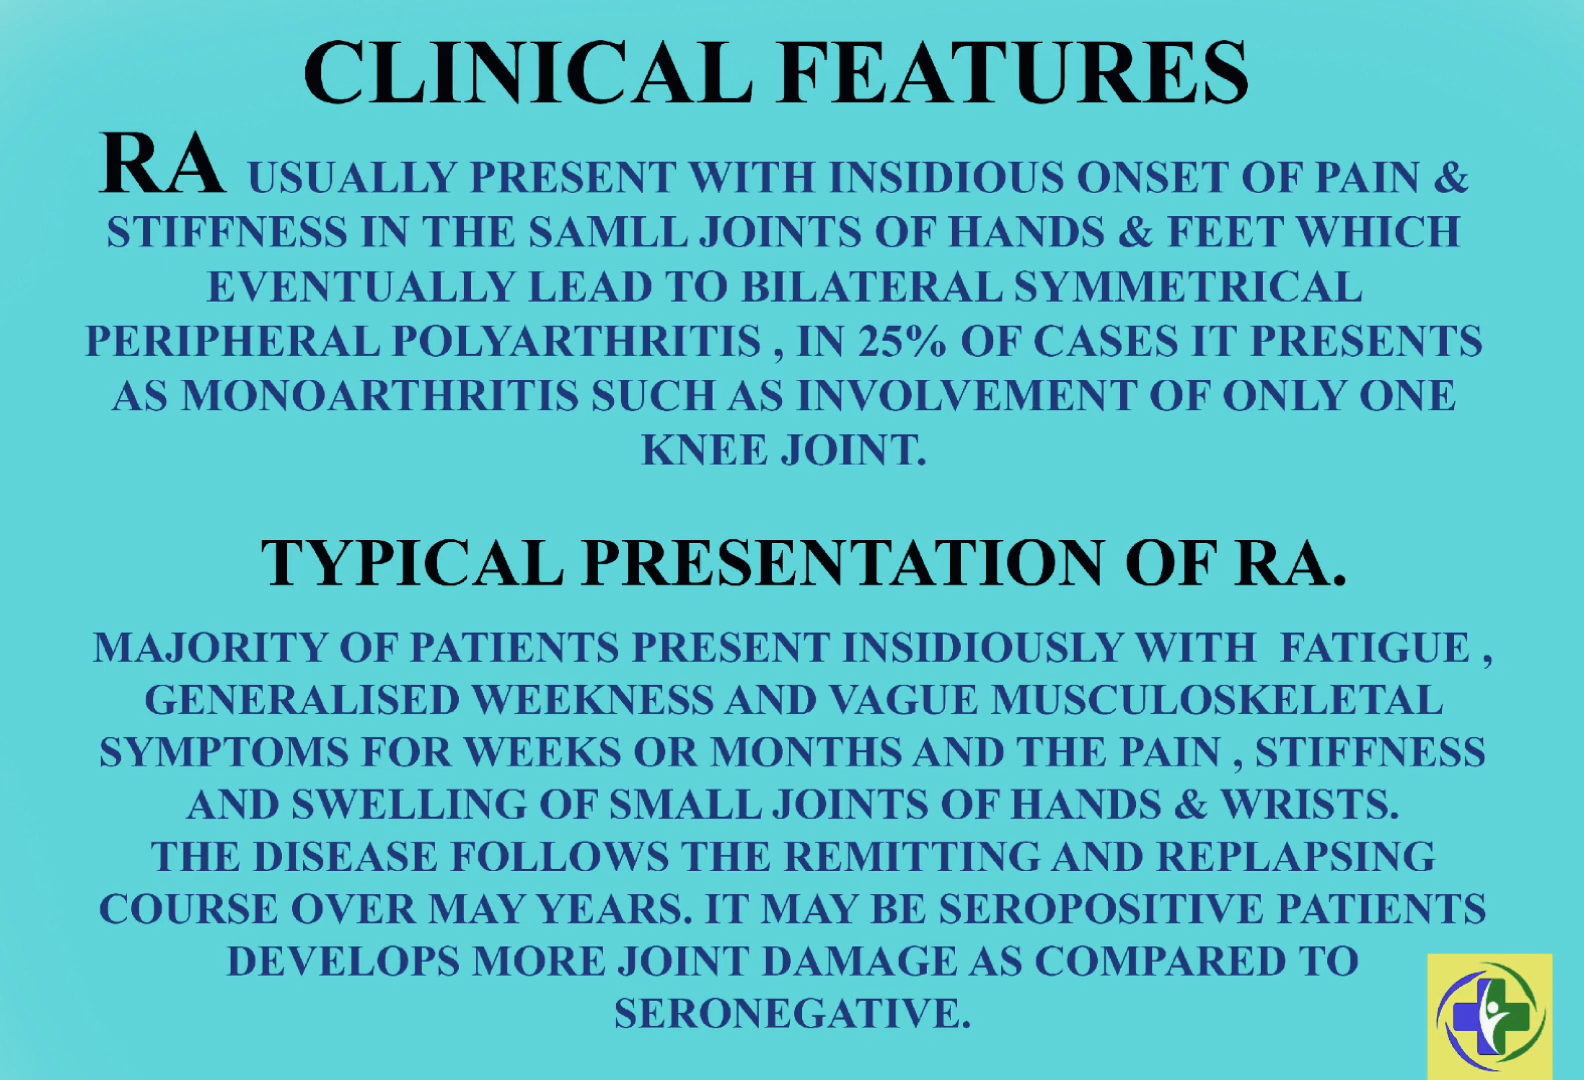 CLINICAL FEATURES
RA USUALLY PRESENT WITH INSIDIOUS ONSET OF PAIN &
STIFFNESS IN THE SAMLL JOINTS OF HANDS & FEET WHICH
EVENTUALLY LEAD TO BILATERAL SYMMETRICAL
PERIPHERAL POLYARTHRITIS , IN 25% OF CASES IT PRESENTS
AS MONOARTHRITIS SUCH AS INVOLVEMENT OF ONLY ONE
KNEE JOINT.
TYPICAL PRESENTATION OF RA.
MAJORITY OF PATIENTS PRESENT INSIDIOUSLY WITH FATIGUE ,
GENERALISED WEEKNESS AND VAGUE MUSCULOSKELETAL
SYMPTOMS FOR WEEKS OR MONTHS AND THE PAIN , STIFFNESS
AND SWELLING OF SMALL JOINTS OF HANDS & WRISTS.
THE DISEASE FOLLOWS THE REMITTING AND REPLAPSING
COURSE OVER MAY YEARS. IT MAY BE SEROPOSITIVE PATIENTS
DEVELOPS MORE JOINT DAMAGE AS COMPARED TO
SERONEGATIVE.